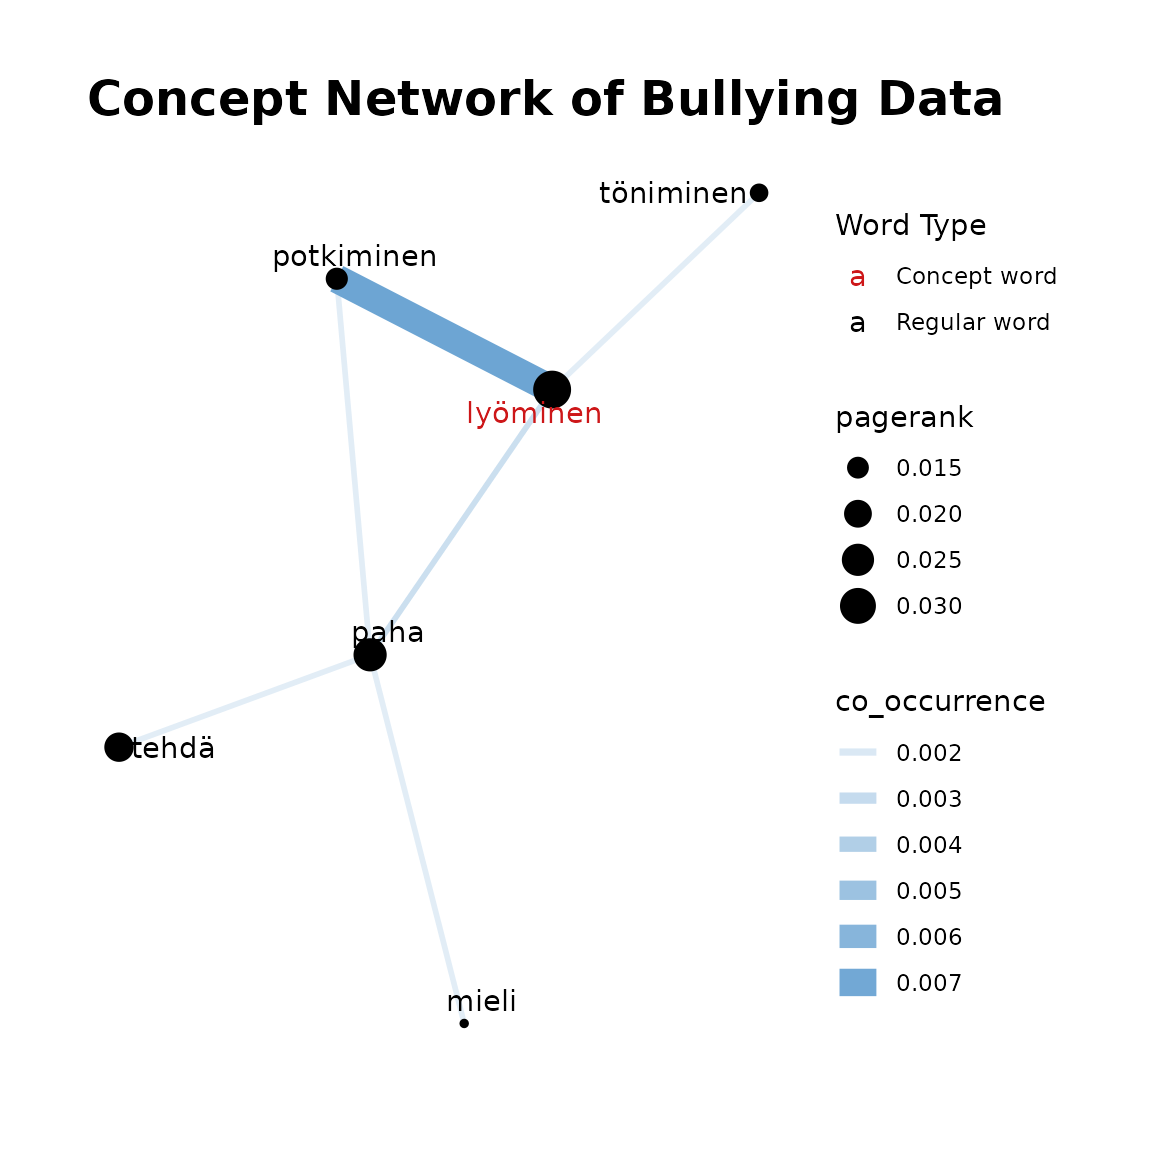 Concept Network of Bullying Data
töniminen
potkiminen
lyöminen
paha
tehdä
mieli
Word Type
a Concept word
a Regular word
pagerank
0.015
0.020
0.025
0.030
co_occurrence
0.002
0.003
0.004
0.005
0.006
0.007